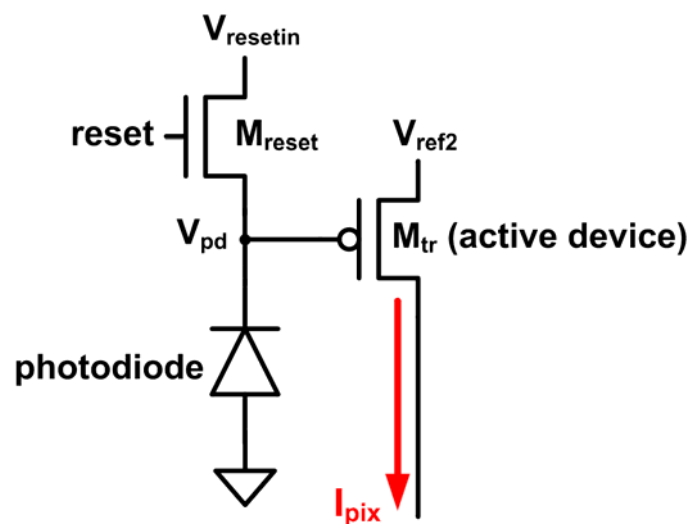 Vresetin
reset
Mreset
Vref2
Vpd
Mtr (active device)
photodiode
Ipix